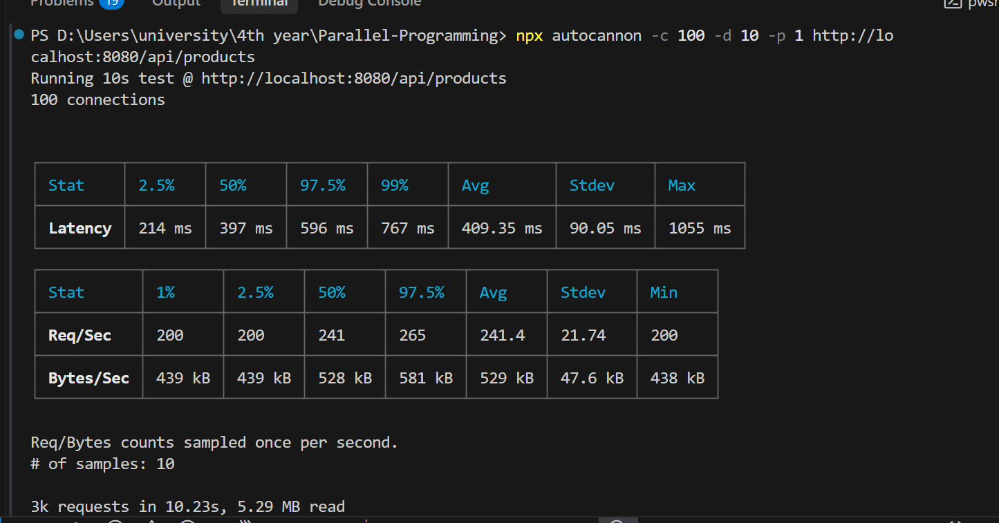 Problems 19 Output Terminal Debug Console
PS D:\Users\university\4th year\Parallel-Programming> npx autocannon -c 100 -d 10 -p 1 http://lo
calhost:8080/api/products
Running 10s test @ http://localhost:8080/api/products
100 connections
Stat 2.5% 50% 97.5% 99% Avg Stdev Max
Latency 214 ms 397 ms 596 ms 767 ms 409.35 ms 90.05 ms 1055 ms
Stat 1% 2.5% 50% 97.5% Avg Stdev Min
Req/Sec 200 200 241 265 241.4 21.74 200
Bytes/Sec 439 kB 439 kB 528 kB 581 kB 529 kB 47.6 kB 438 kB
Req/Bytes counts sampled once per second.
# of samples: 10
3k requests in 10.23s, 5.29 MB read